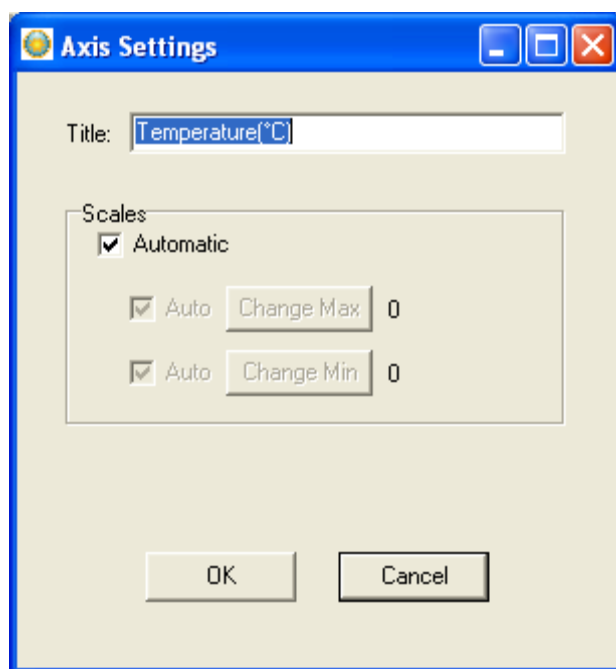 Axis Settings
Title: Temperature(°C)
Scales
Automatic
Auto Change Max 0
Auto Change Min 0
OK Cancel